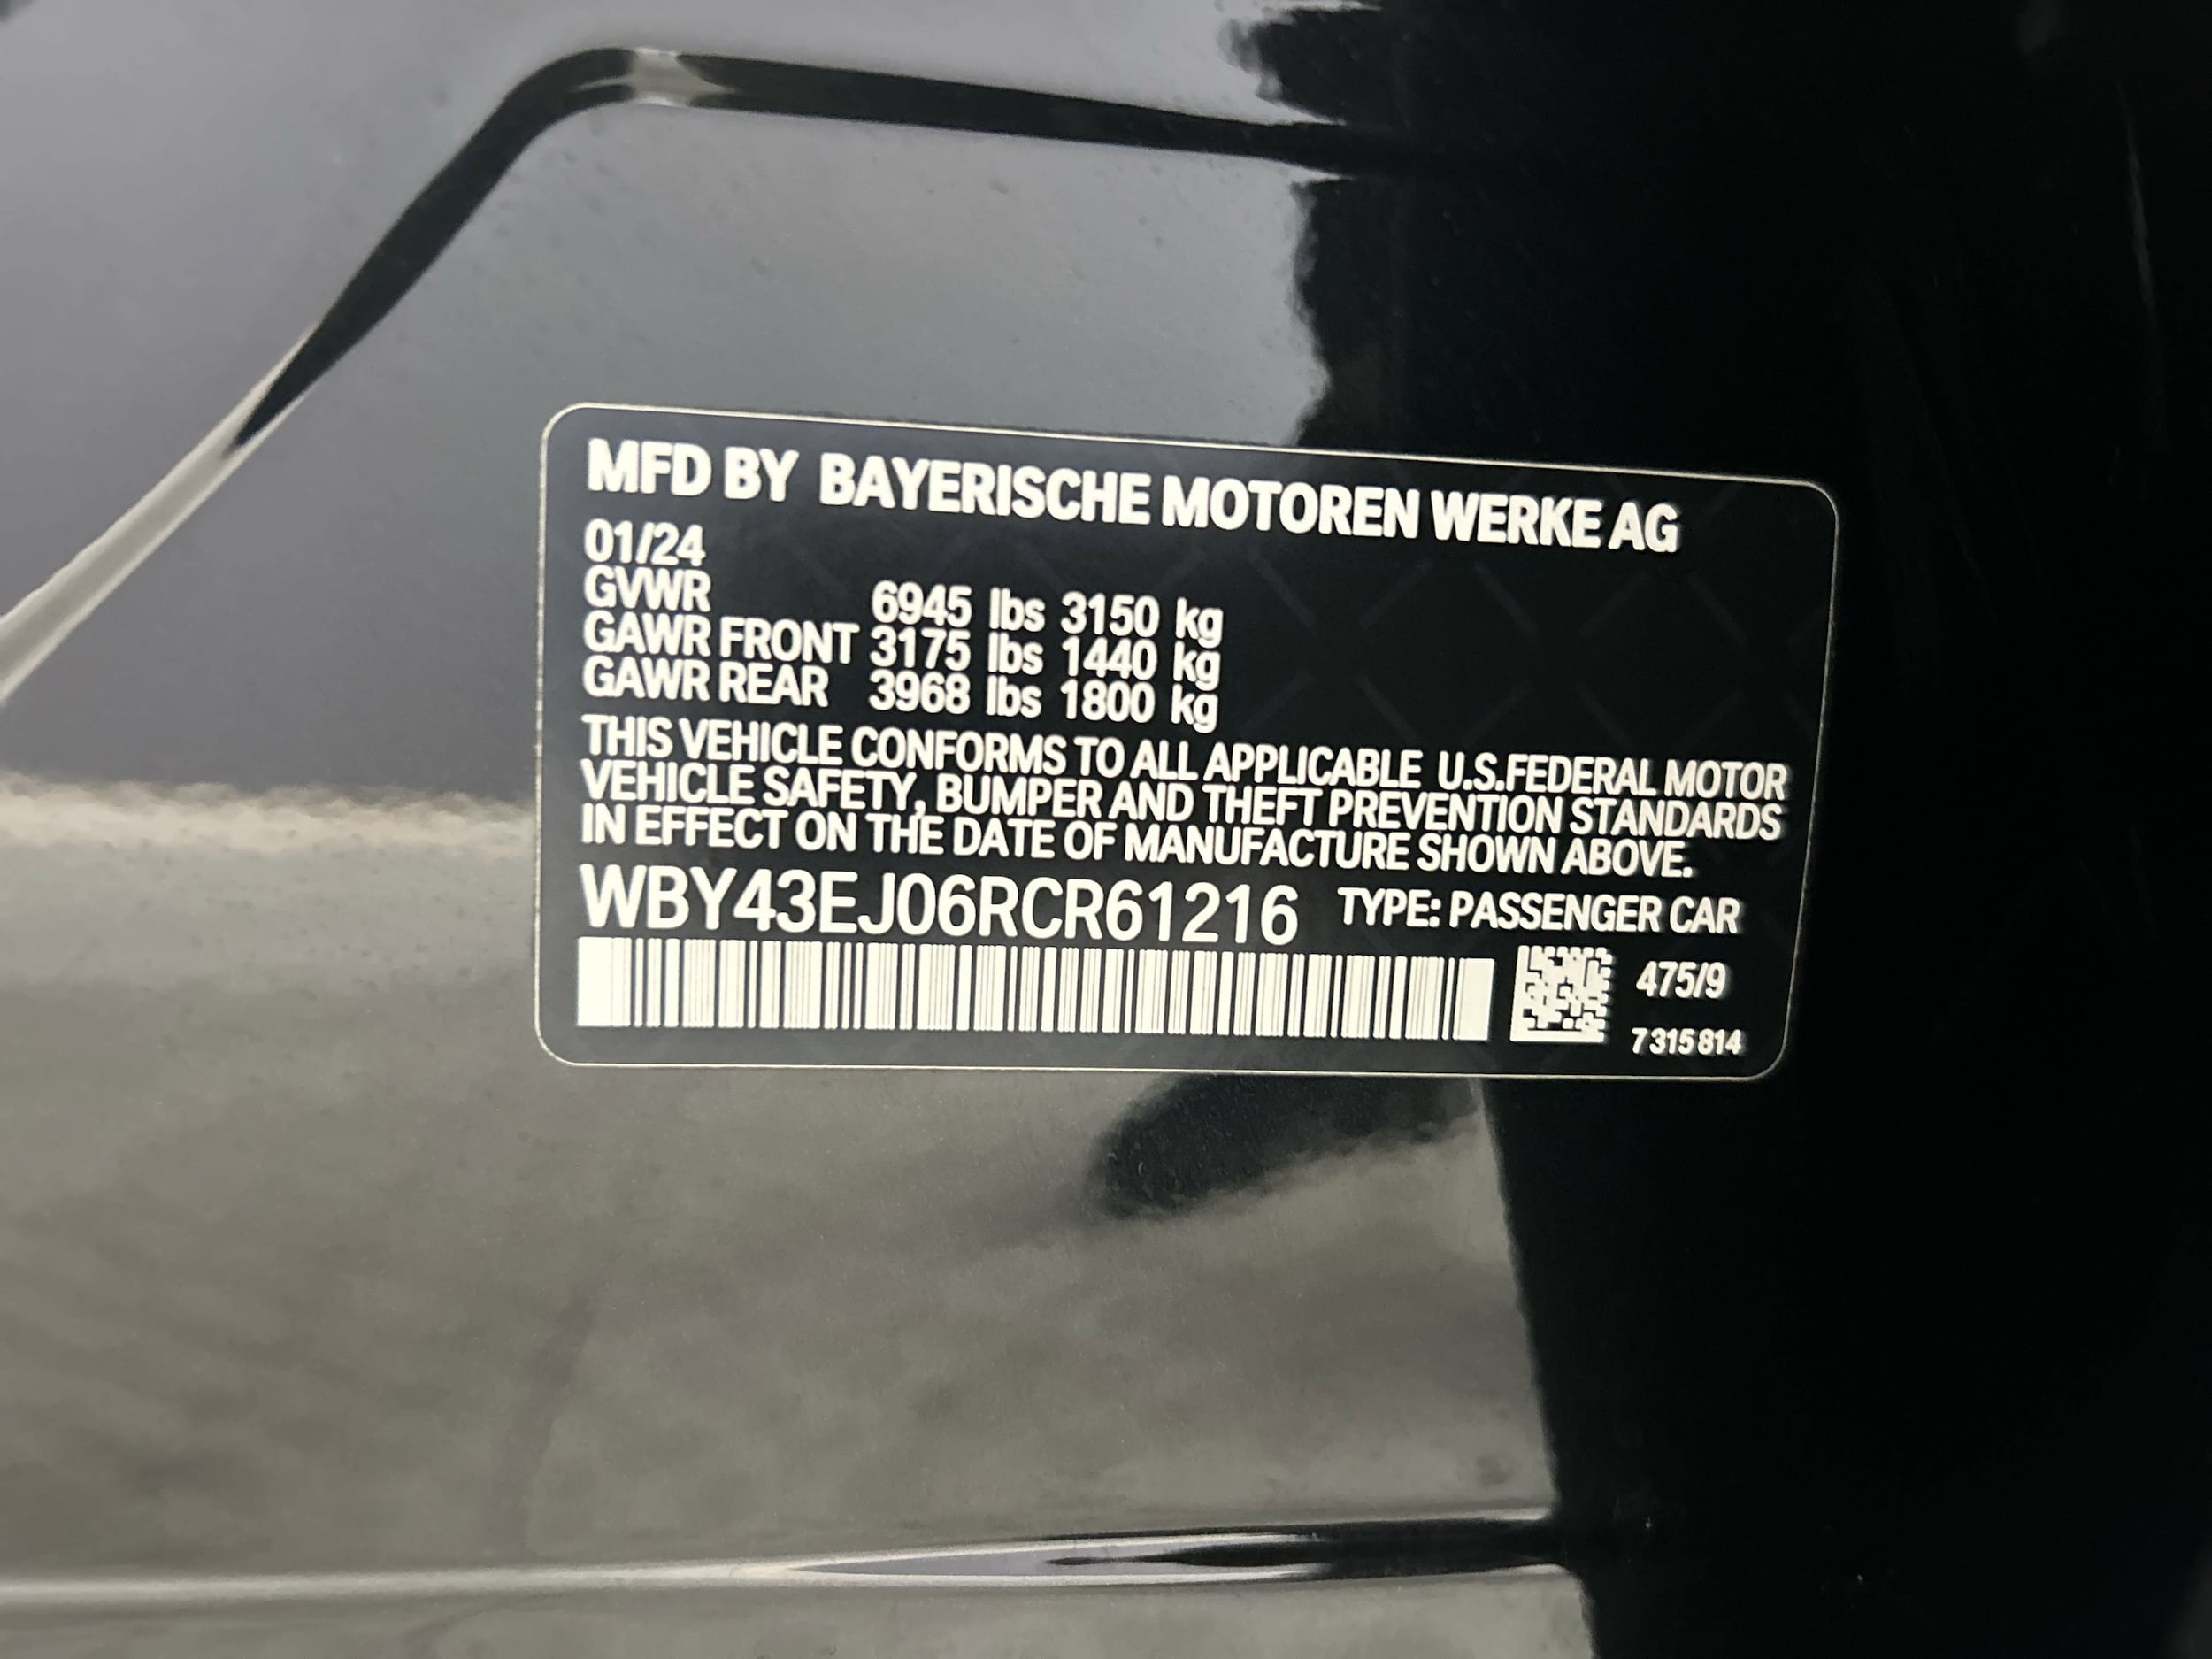 MFD BY BAYERISCHE MOTOREN WERKE AG
01/24
GVWR 6945 lbs 3150 kg
GAWR FRONT 3175 lbs 1440 kg
GAWR REAR 3968 lbs 1800 kg
THIS VEHICLE CONFORMS TO ALL APPLICABLE U.S.FEDERAL MOTOR
VEHICLE SAFETY, BUMPER AND THEFT PREVENTION STANDARDS
IN EFFECT ON THE DATE OF MANUFACTURE SHOWN ABOVE.
WBY43EJ06RCR61216 TYPE: PASSENGER CAR
475/9
7 315 814